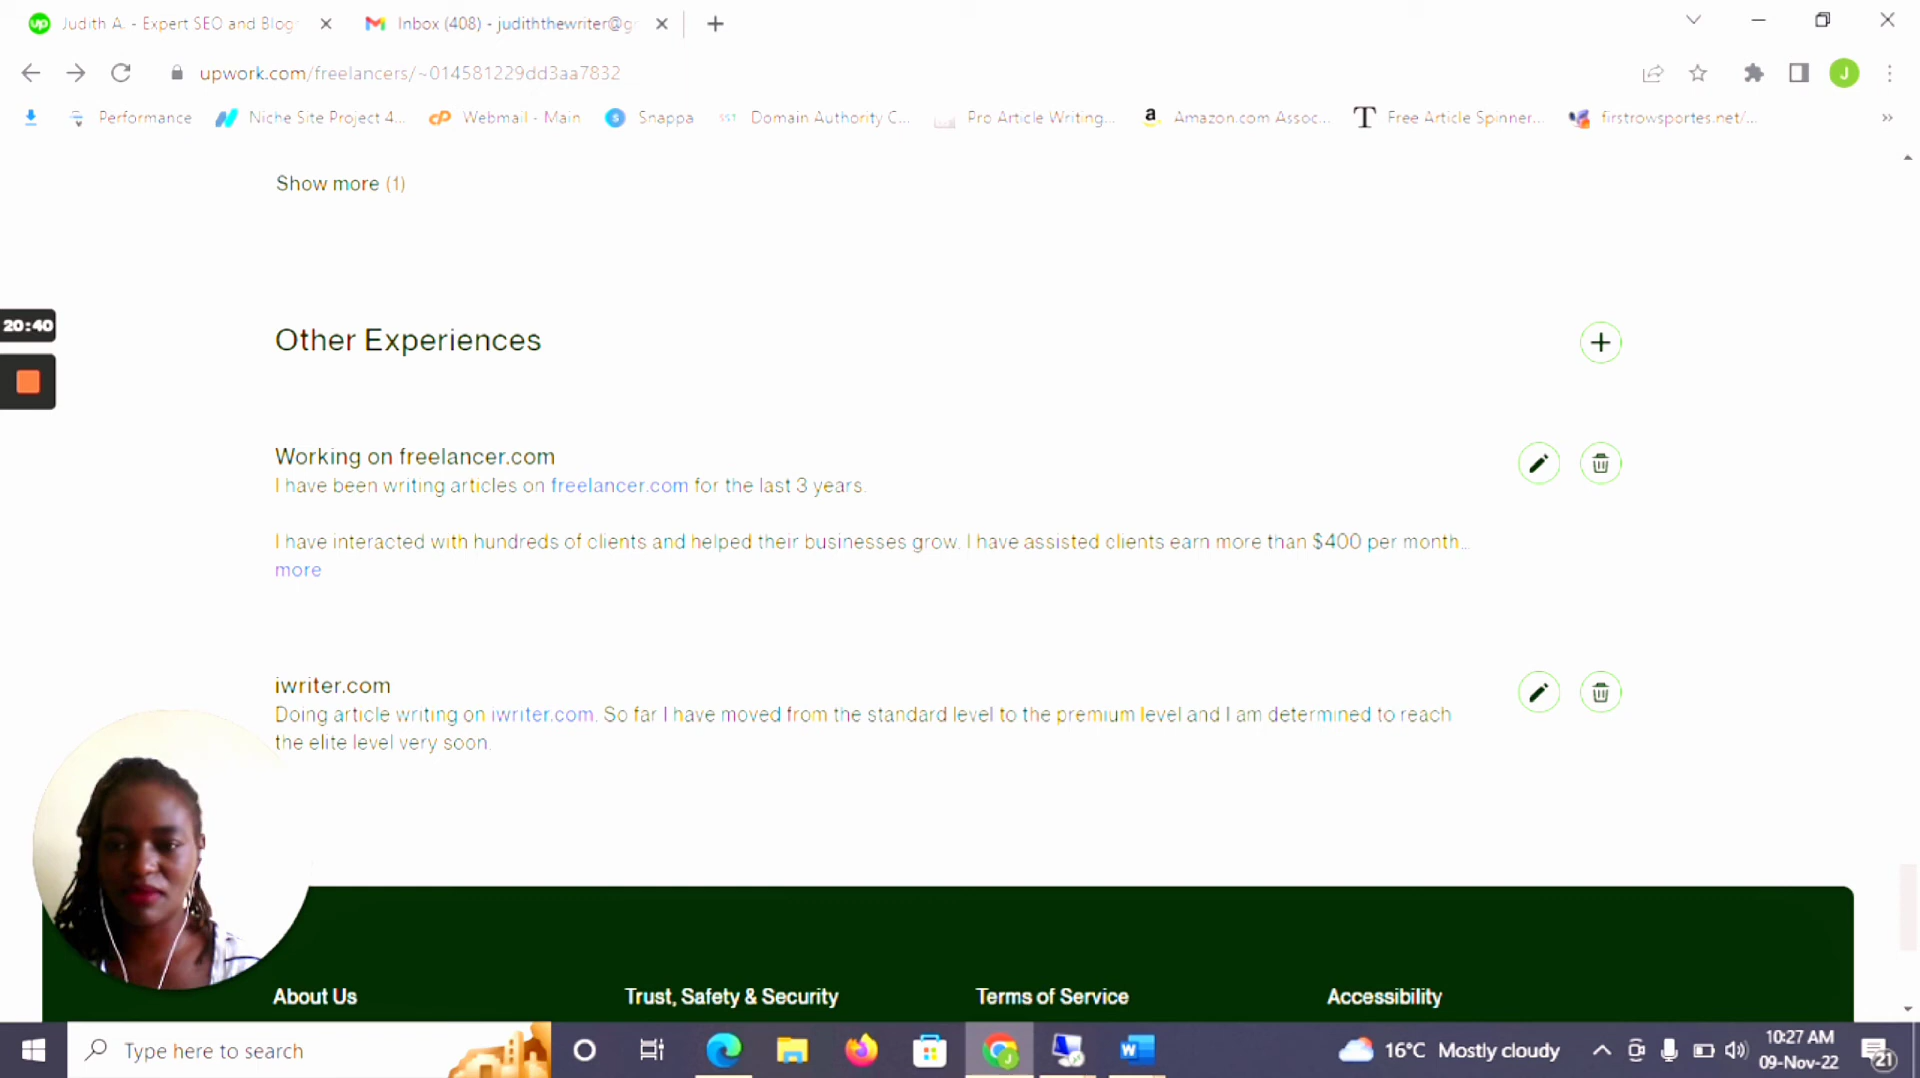 Judith A. - Expert SEO and Blog
Inbox (408) - judiththewriter@gr
upwork.com/freelancers/~014581229dd3aa7832
J
Performance
Niche Site Project 4...
Webmail - Main
Snappa
Domain Authority C...
Pro Article Writing...
Amazon.com Assoc...
Free Article Spinner...
firstrowsportes.net/...
»
Show more (1)
20:40
Other Experiences
Working on freelancer.com
I have been writing articles on freelancer.com for the last 3 years.
I have interacted with hundreds of clients and helped their businesses grow. I have assisted clients earn more than $400 per month...
more
iwriter.com
Doing article writing on iwriter.com. So far I have moved from the standard level to the premium level and I am determined to reach
the elite level very soon.
About Us
Trust, Safety & Security
Terms of Service
Accessibility
Type here to search
16°C Mostly cloudy
10:27 AM
09-Nov-22
21